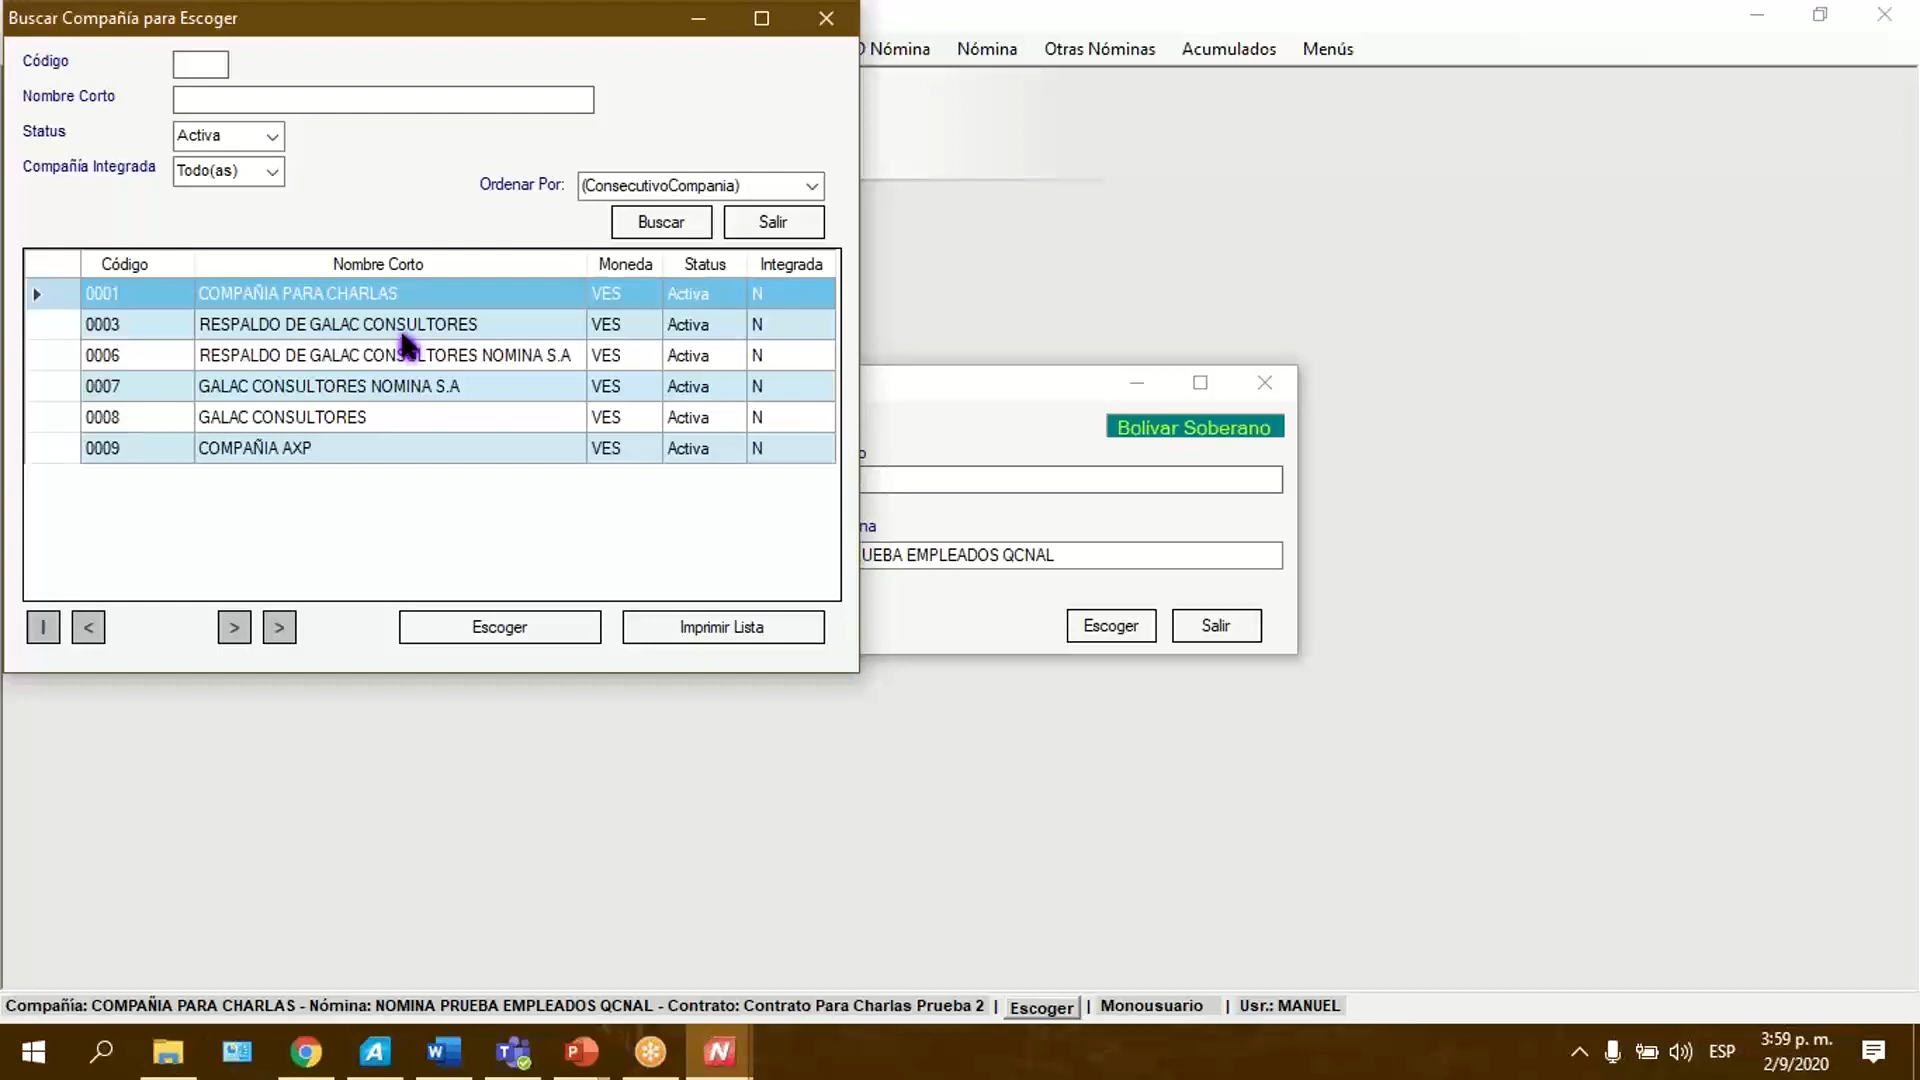 Buscar Compañía para Escoger
Nómina Nómina Otras Nóminas Acumulados Menús
Código
Nombre Corto
Status Activa
Compañía Integrada Todo(as)
Ordenar Por: (ConsecutivoCompania)
Buscar Salir
Código Nombre Corto Moneda Status Integrada
0001 COMPAÑIA PARA CHARLAS VES Activa N
0003 RESPALDO DE GALAC CONSULTORES VES Activa N
0006 RESPALDO DE GALAC CONSULTORES NOMINA S.A VES Activa N
0007 GALAC CONSULTORES NOMINA S.A VES Activa N
0008 GALAC CONSULTORES VES Activa N
0009 COMPAÑIA AXP VES Activa N
| < > > Escoger Imprimir Lista
Bolívar Soberano
o
na
UEBA EMPLEADOS QCNAL
Escoger Salir
Compañía: COMPAÑIA PARA CHARLAS - Nómina: NOMINA PRUEBA EMPLEADOS QCNAL - Contrato: Contrato Para Charlas Prueba 2 | Escoger | Monousuario | Usr.: MANUEL
ESP
3:59 p. m.
2/9/2020